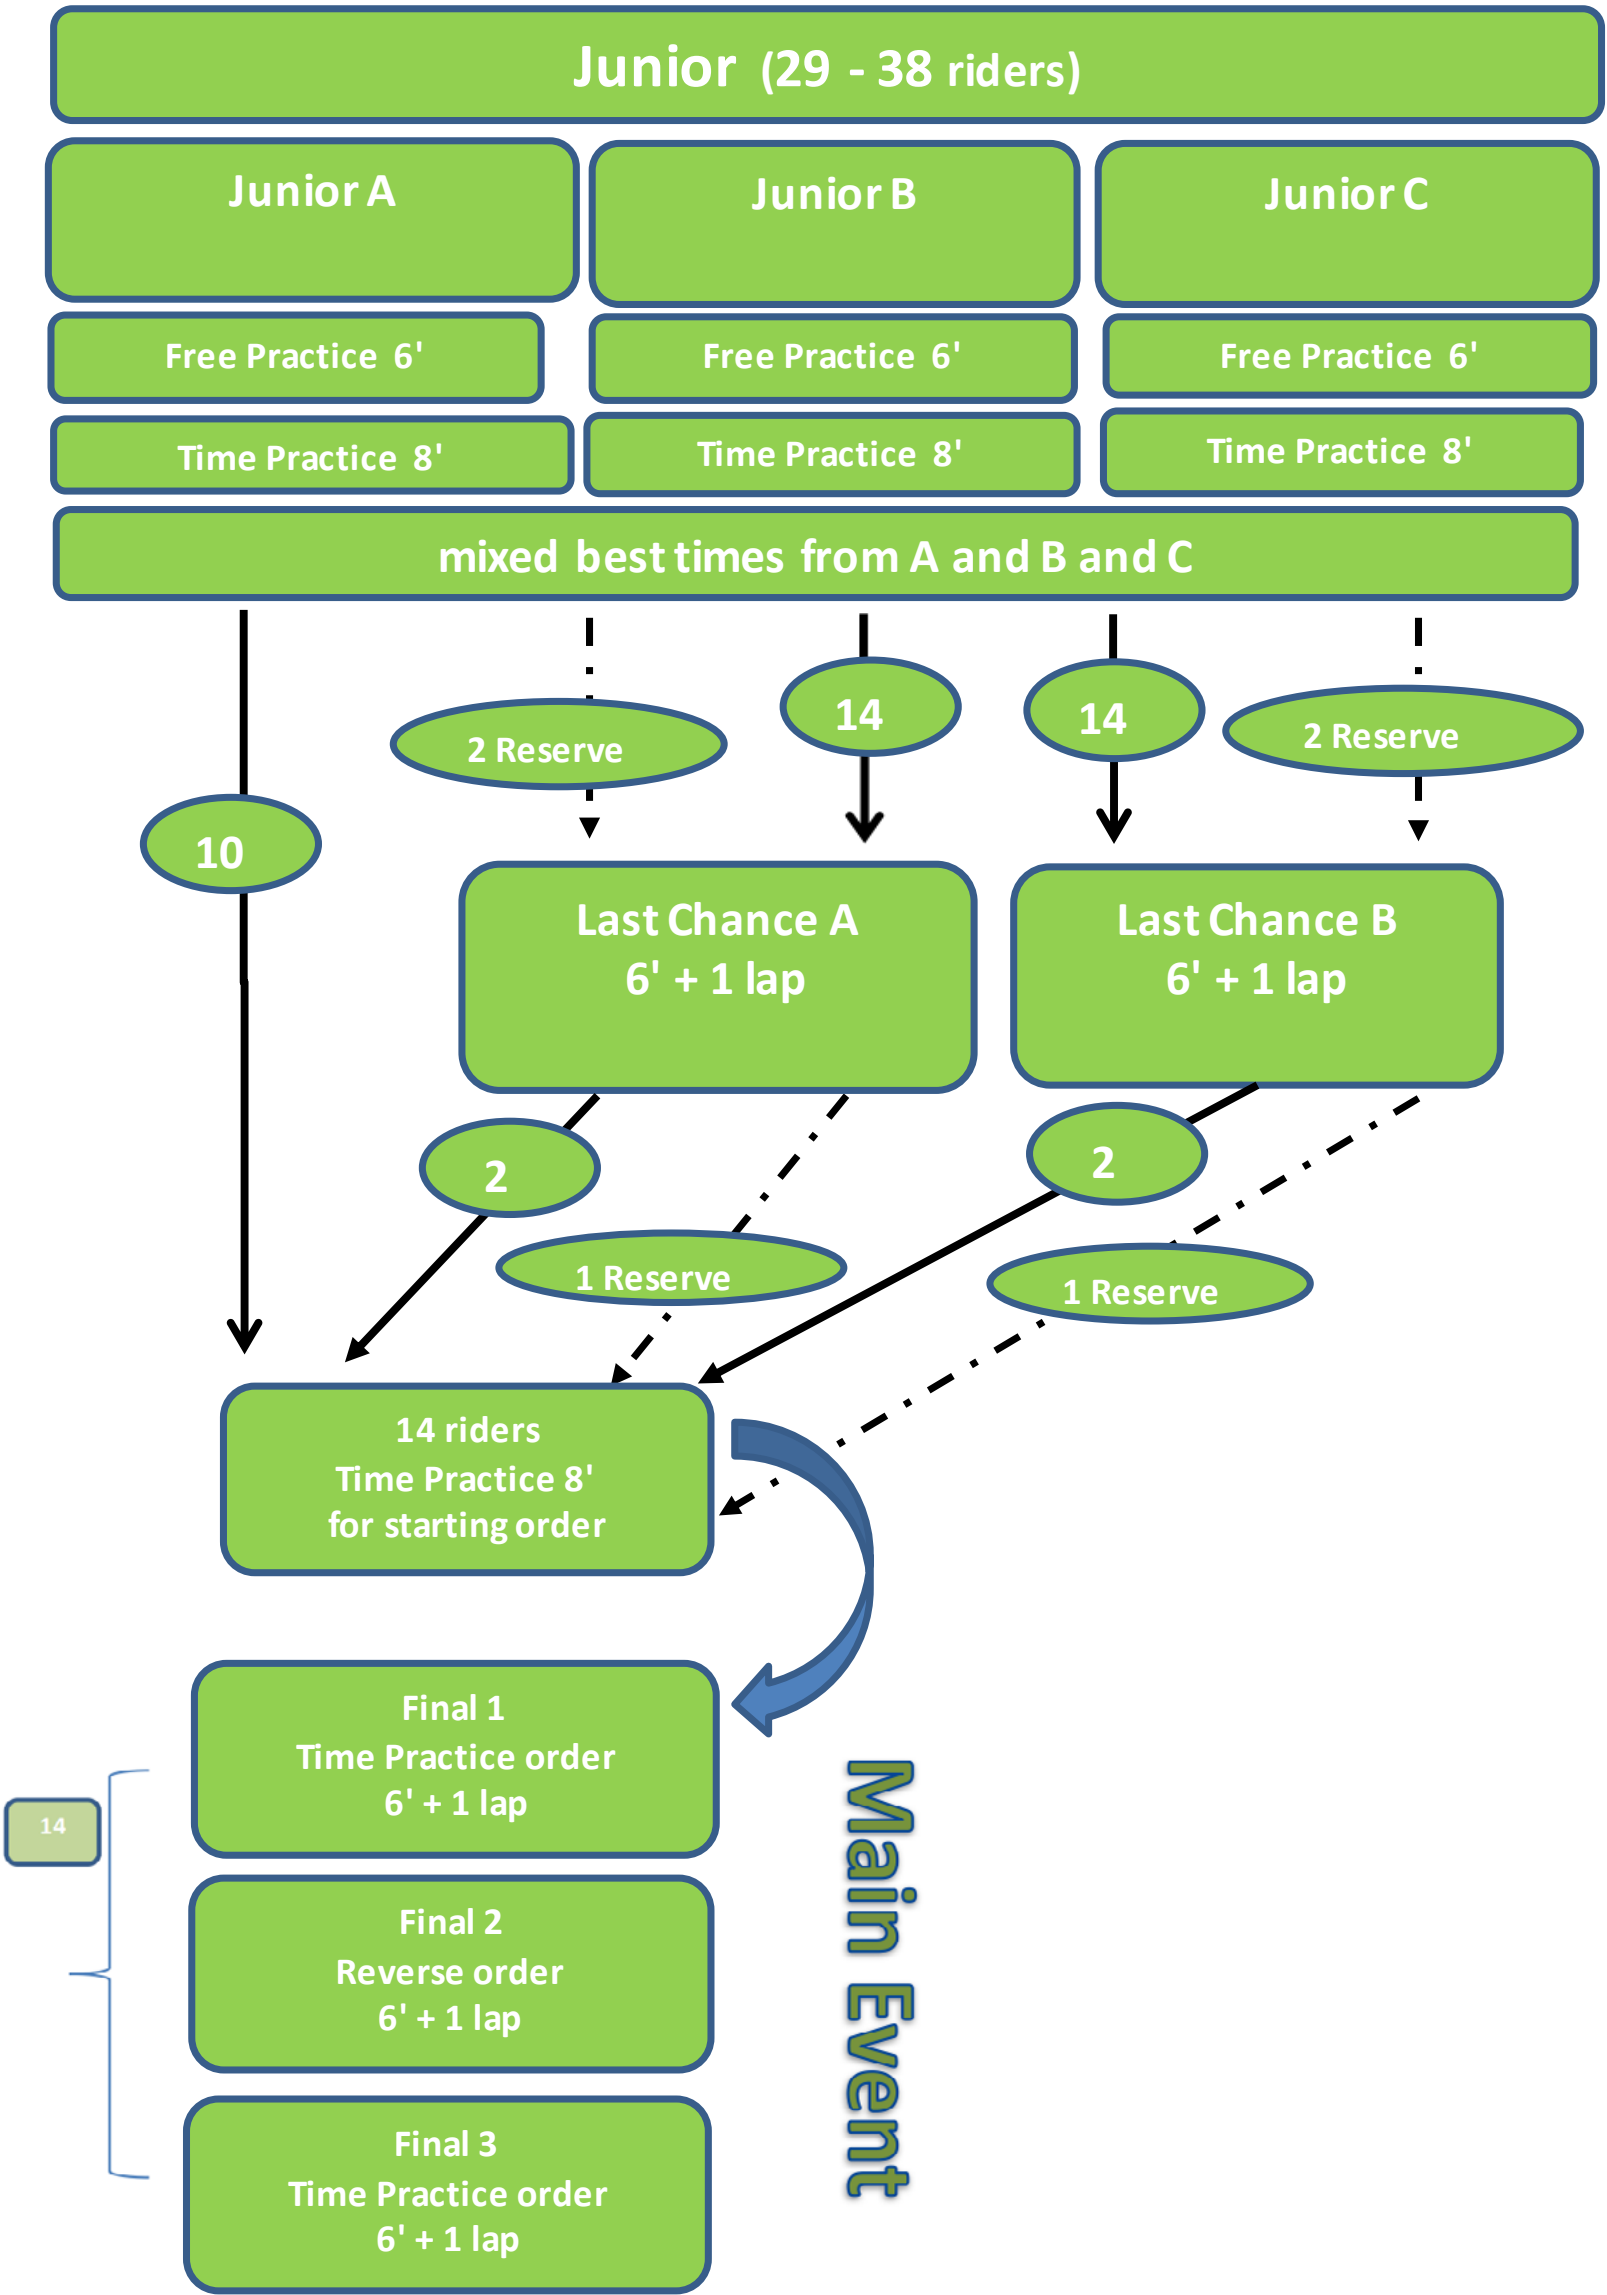 Junior (29 - 38 riders)
Junior A
Junior B
Junior C
Free Practice 6'
Free Practice 6'
Free Practice 6'
Time Practice 8'
Time Practice 8'
Time Practice 8'
mixed best times from A and B and C
10
2 Reserve
14
14
2 Reserve
Last Chance A
6' + 1 lap
Last Chance B
6' + 1 lap
2
1 Reserve
2
1 Reserve
14 riders
Time Practice 8'
for starting order
Final 1
Time Practice order
6' + 1 lap
14
Final 2
Reverse order
6' + 1 lap
Final 3
Time Practice order
6' + 1 lap
Main Event